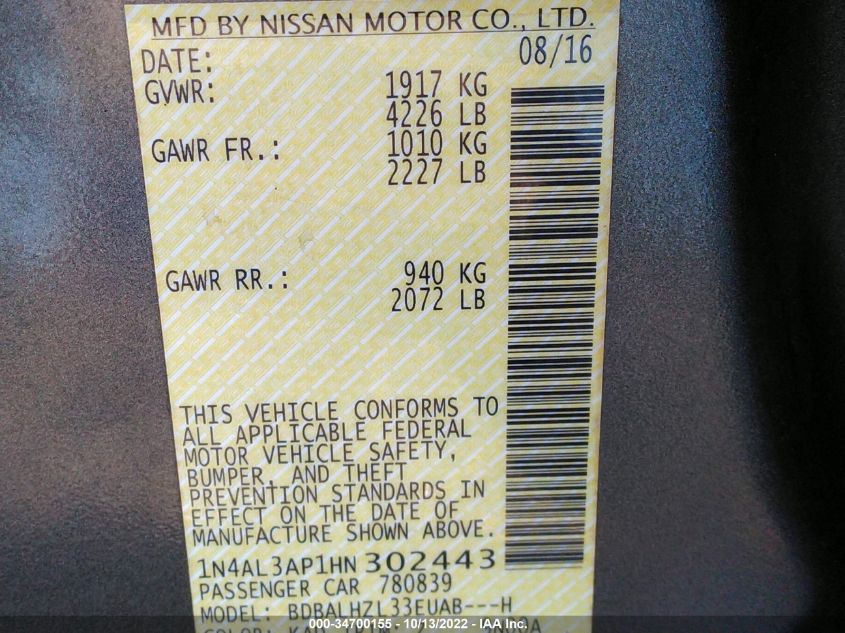 MFD BY NISSAN MOTOR CO., LTD.
DATE: 08/16
GVWR: 1917 KG
4226 LB
GAWR FR.: 1010 KG
2227 LB
GAWR RR.: 940 KG
2072 LB
THIS VEHICLE CONFORMS TO
ALL APPLICABLE FEDERAL
MOTOR VEHICLE SAFETY,
BUMPER, AND THEFT
PREVENTION STANDARDS IN
EFFECT ON THE DATE OF
MANUFACTURE SHOWN ABOVE.
1N4AL3AP1HN302443
PASSENGER CAR 780839
MODEL: BDBALHZL33EUAB---H
COLOR: KAD TRIM
000-34700155 - 10/13/2022 - IAA Inc.